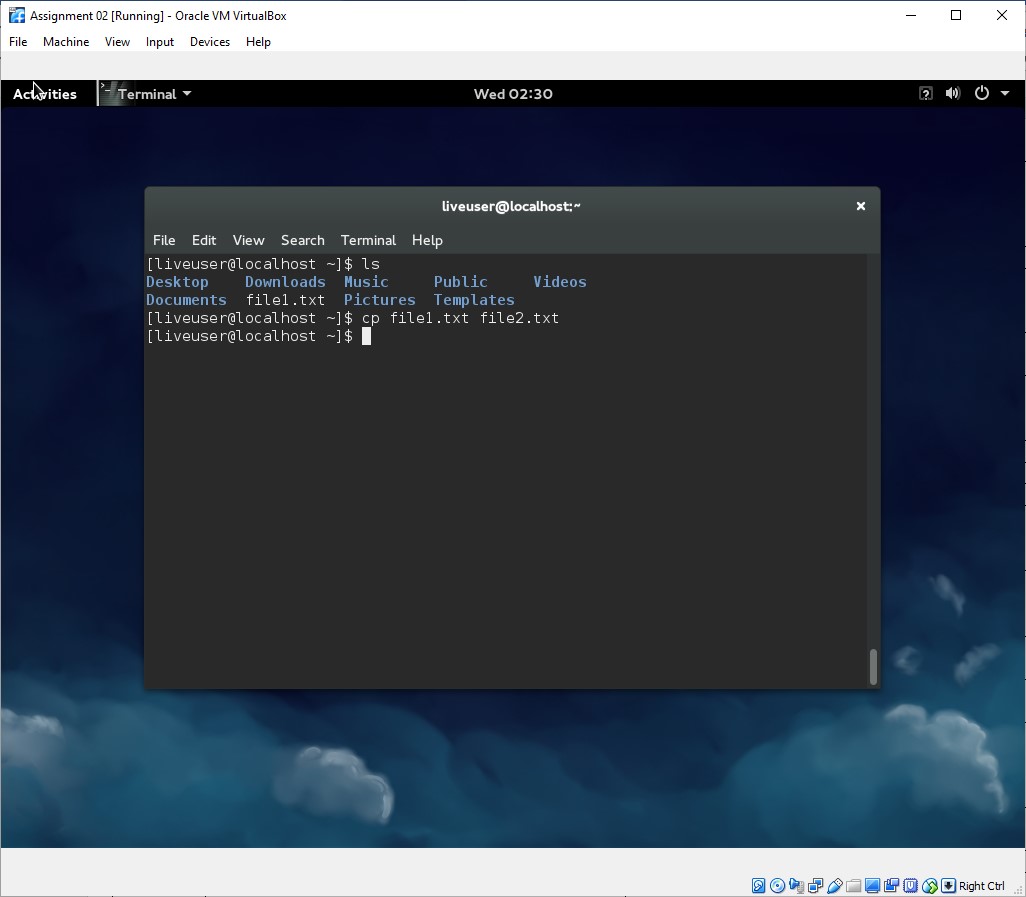 Assignment 02 [Running] - Oracle VM VirtualBox
File Machine View Input Devices Help
Activities >_ Terminal Wed 02:30
liveuser@localhost:~
File Edit View Search Terminal Help
[liveuser@localhost ~]$ ls
Desktop Downloads Music Public Videos
Documents file1.txt Pictures Templates
[liveuser@localhost ~]$ cp file1.txt file2.txt
[liveuser@localhost ~]$
Right Ctrl